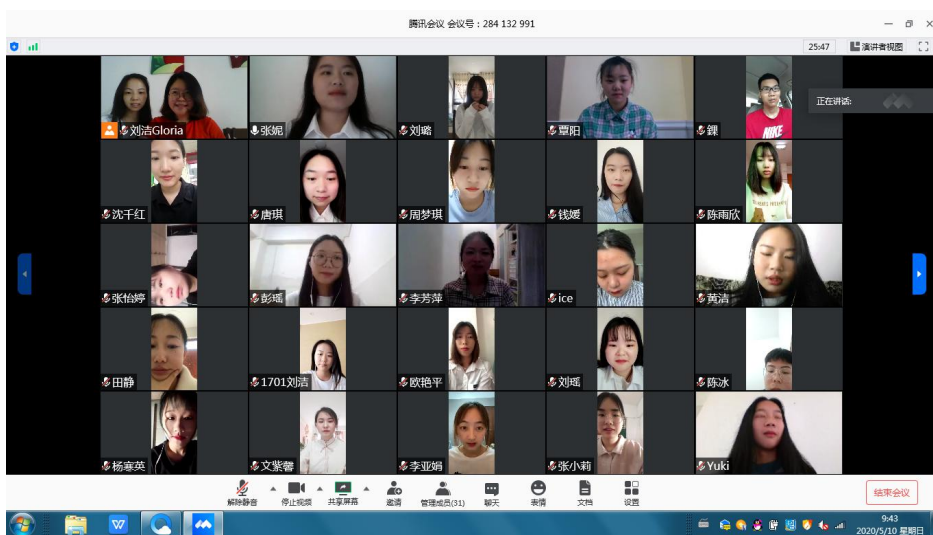 腾讯会议 会议号：284 132 991
25:47 演讲者视图
正在讲话:
刘洁Gloria 张妮 刘璐 覃阳 錁
NIKE
沈千红 唐琪 周梦琪 钱媛 陈雨欣
张怡婷 彭瑶 李芳萍 ice 黄洁
田静 1701刘洁 欧艳平 刘瑶 陈冰
杨寒英 文紫馨 李亚娟 张小莉 Yuki
解除静音 停止视频 共享屏幕 邀请 管理成员(31) 聊天 表情 文档 设置
结束会议
9:43
2020/5/10 星期日